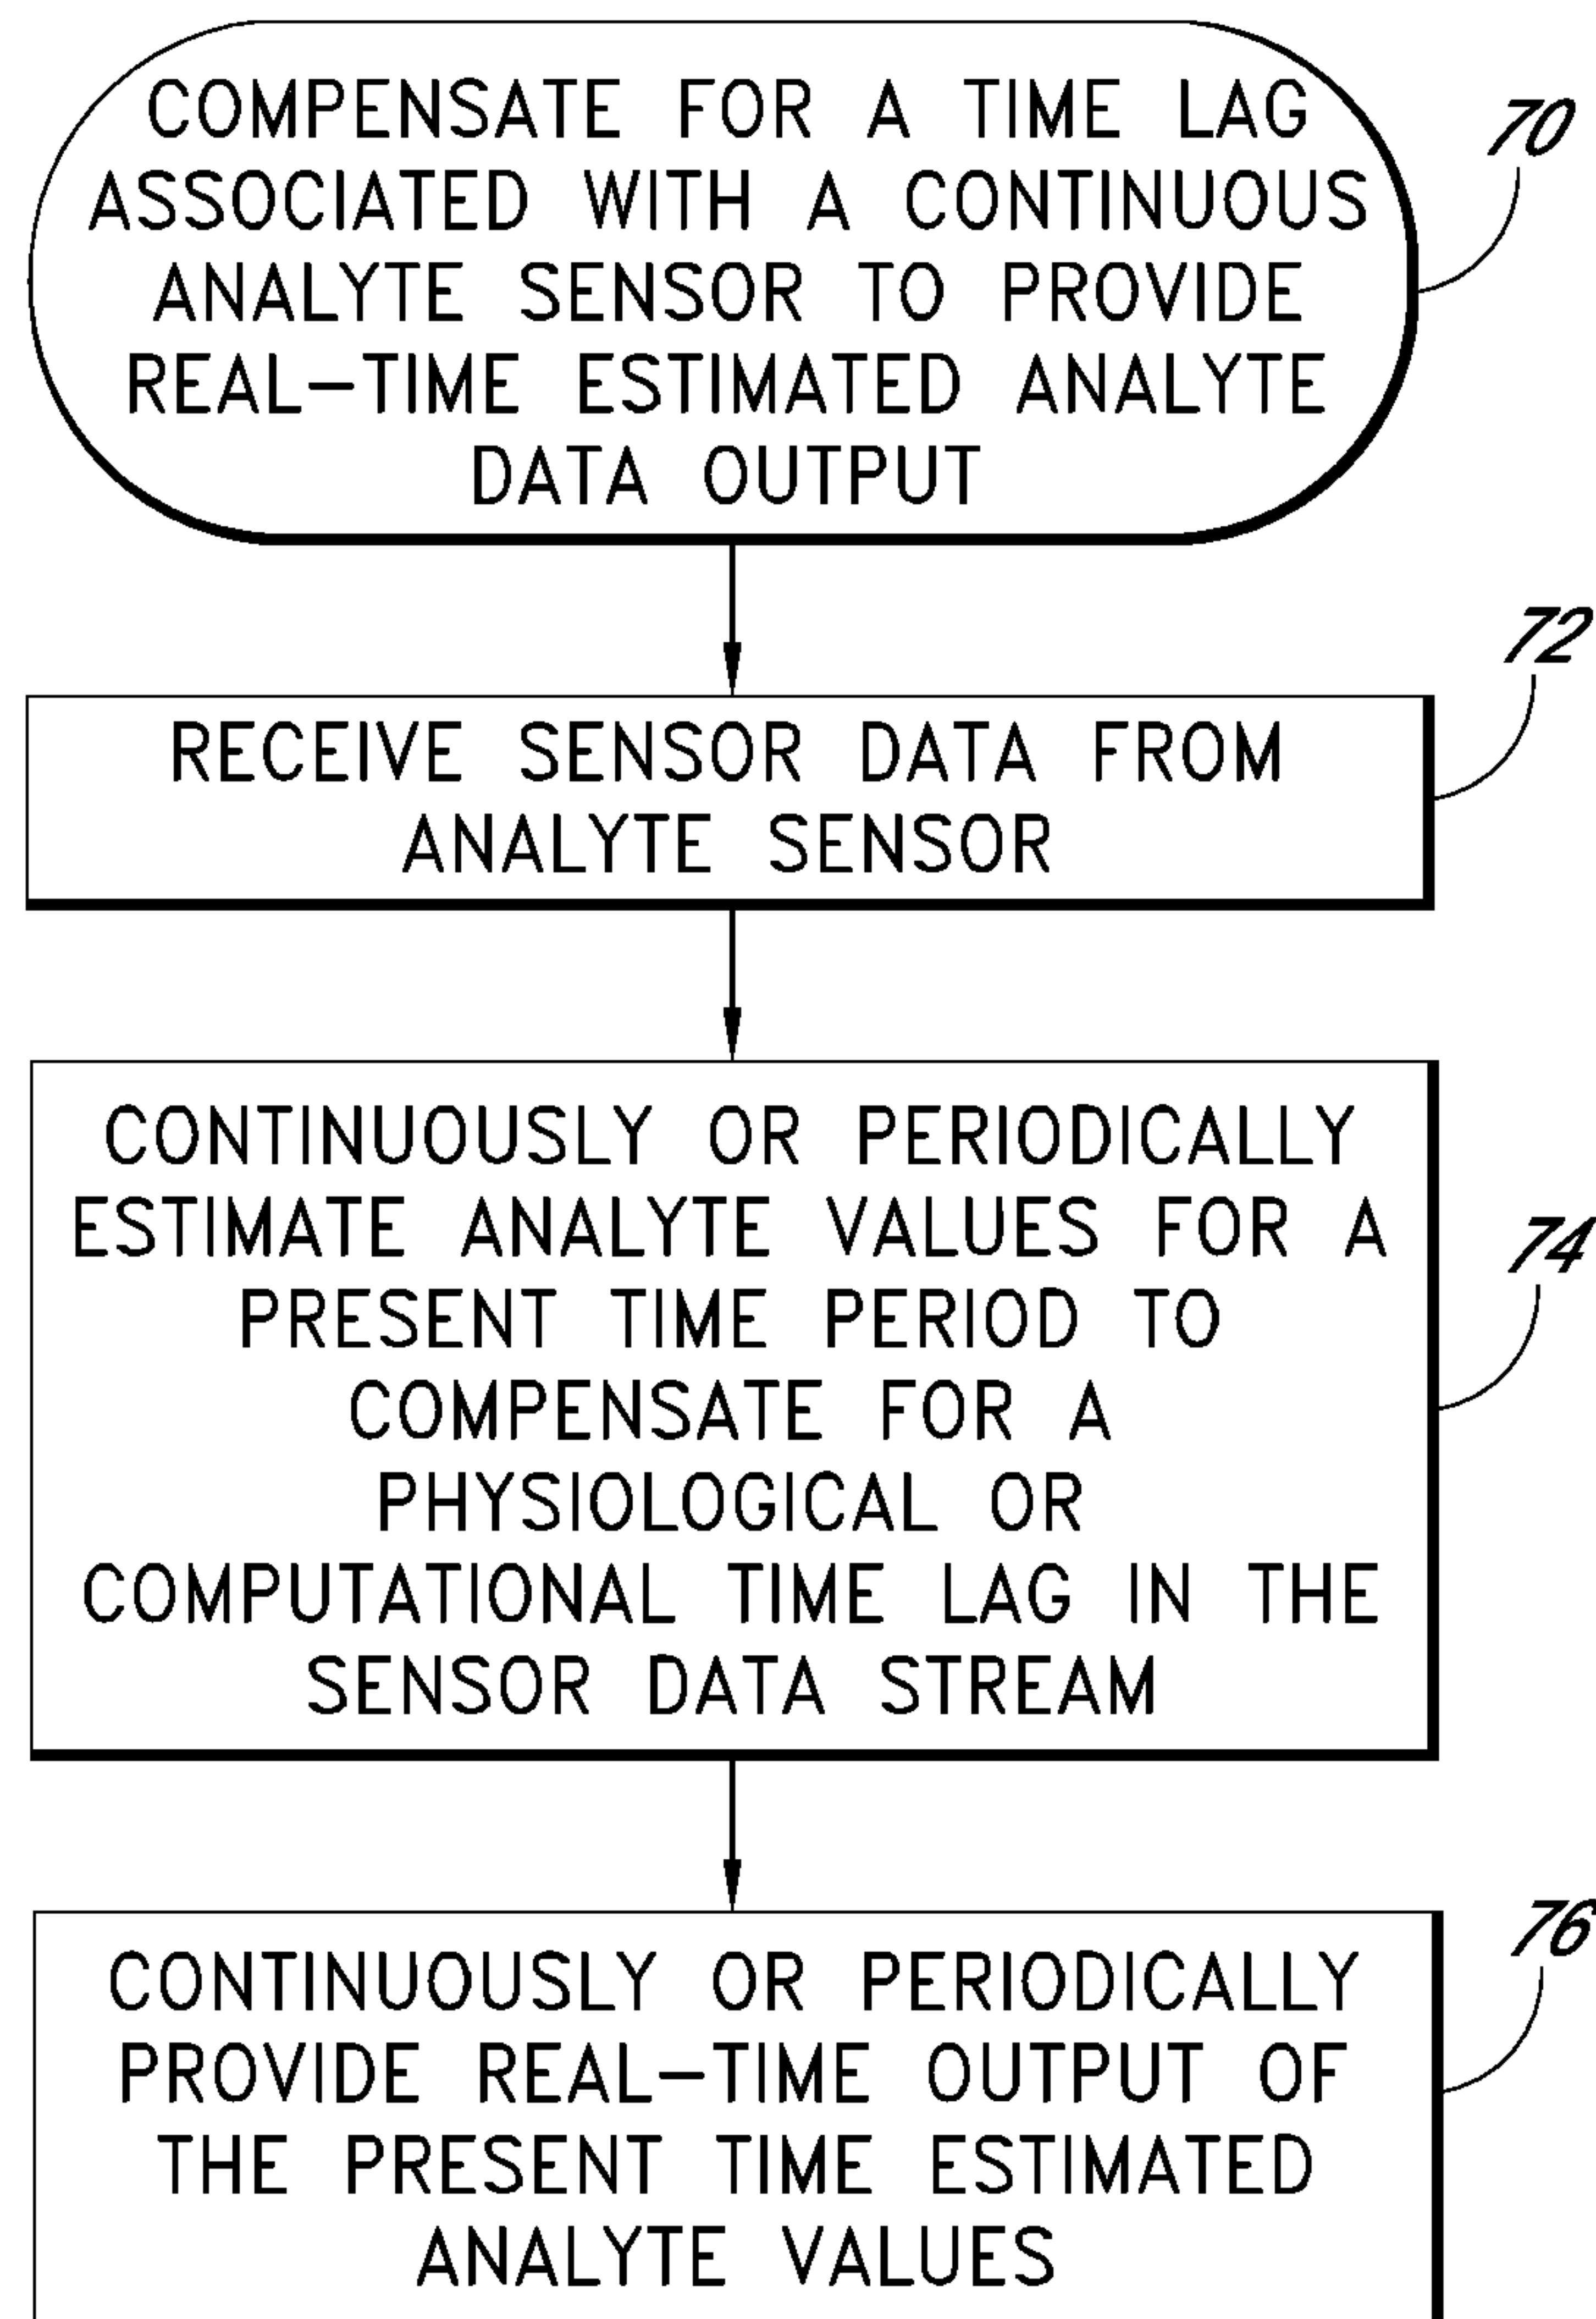 COMPENSATE FOR A TIME LAG
ASSOCIATED WITH A CONTINUOUS
ANALYTE SENSOR TO PROVIDE
REAL-TIME ESTIMATED ANALYTE
DATA OUTPUT
70
72
RECEIVE SENSOR DATA FROM
ANALYTE SENSOR
74
CONTINUOUSLY OR PERIODICALLY
ESTIMATE ANALYTE VALUES FOR A
PRESENT TIME PERIOD TO
COMPENSATE FOR A
PHYSIOLOGICAL OR
COMPUTATIONAL TIME LAG IN THE
SENSOR DATA STREAM
76
CONTINUOUSLY OR PERIODICALLY
PROVIDE REAL-TIME OUTPUT OF
THE PRESENT TIME ESTIMATED
ANALYTE VALUES